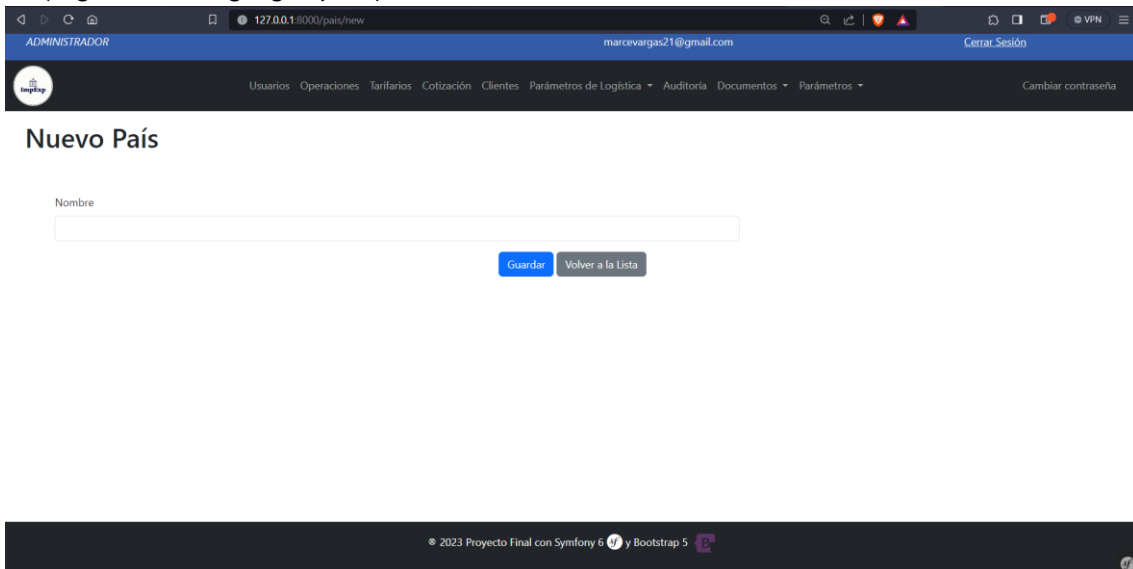 127.0.0.1:8000/pais/new
VPN
ADMINISTRADOR marcevargas21@gmail.com Cerrar Sesión
ImpExp
Usuarios Operaciones Tarifarios Cotización Clientes Parámetros de Logística Auditoría Documentos Parámetros Cambiar contraseña
Nuevo País
Nombre
Guardar Volver a la Lista
® 2023 Proyecto Final con Symfony 6 sf y Bootstrap 5 B
sf